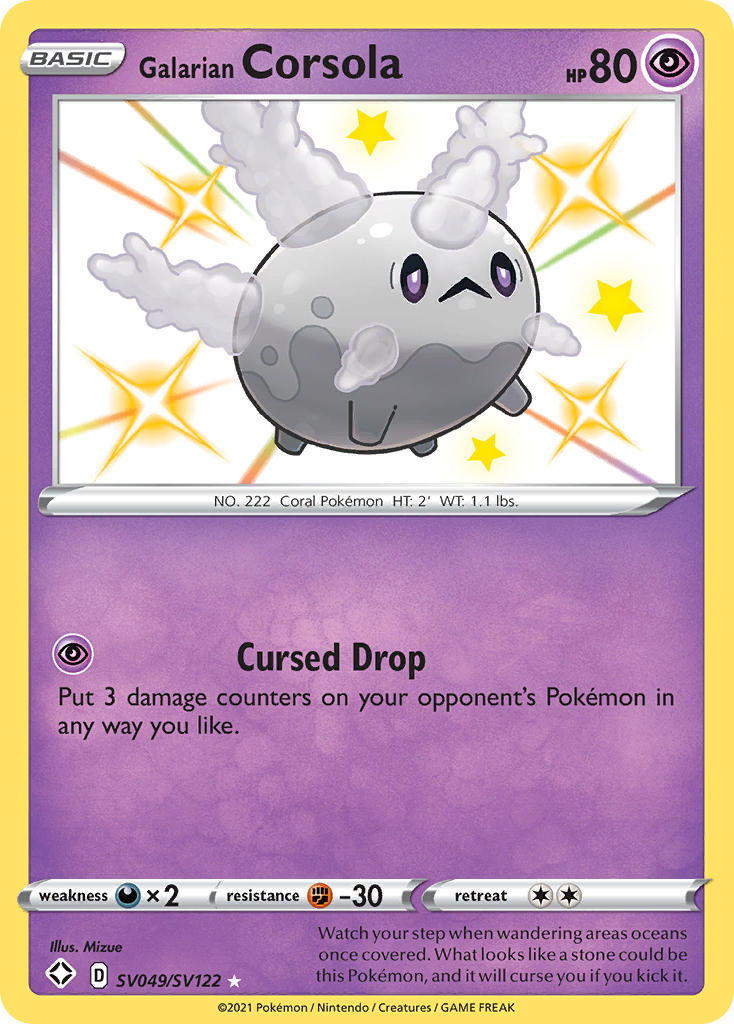 BASIC
Galarian Corsola
HP 80
NO. 222 Coral Pokémon HT: 2' WT: 1.1 lbs.
Cursed Drop
Put 3 damage counters on your opponent's Pokémon in
any way you like.
weakness ×2 resistance -30 retreat
Illus. Mizue
Watch your step when wandering areas oceans
once covered. What looks like a stone could be
this Pokémon, and it will curse you if you kick it.
D SV049/SV122
©2021 Pokémon / Nintendo / Creatures / GAME FREAK